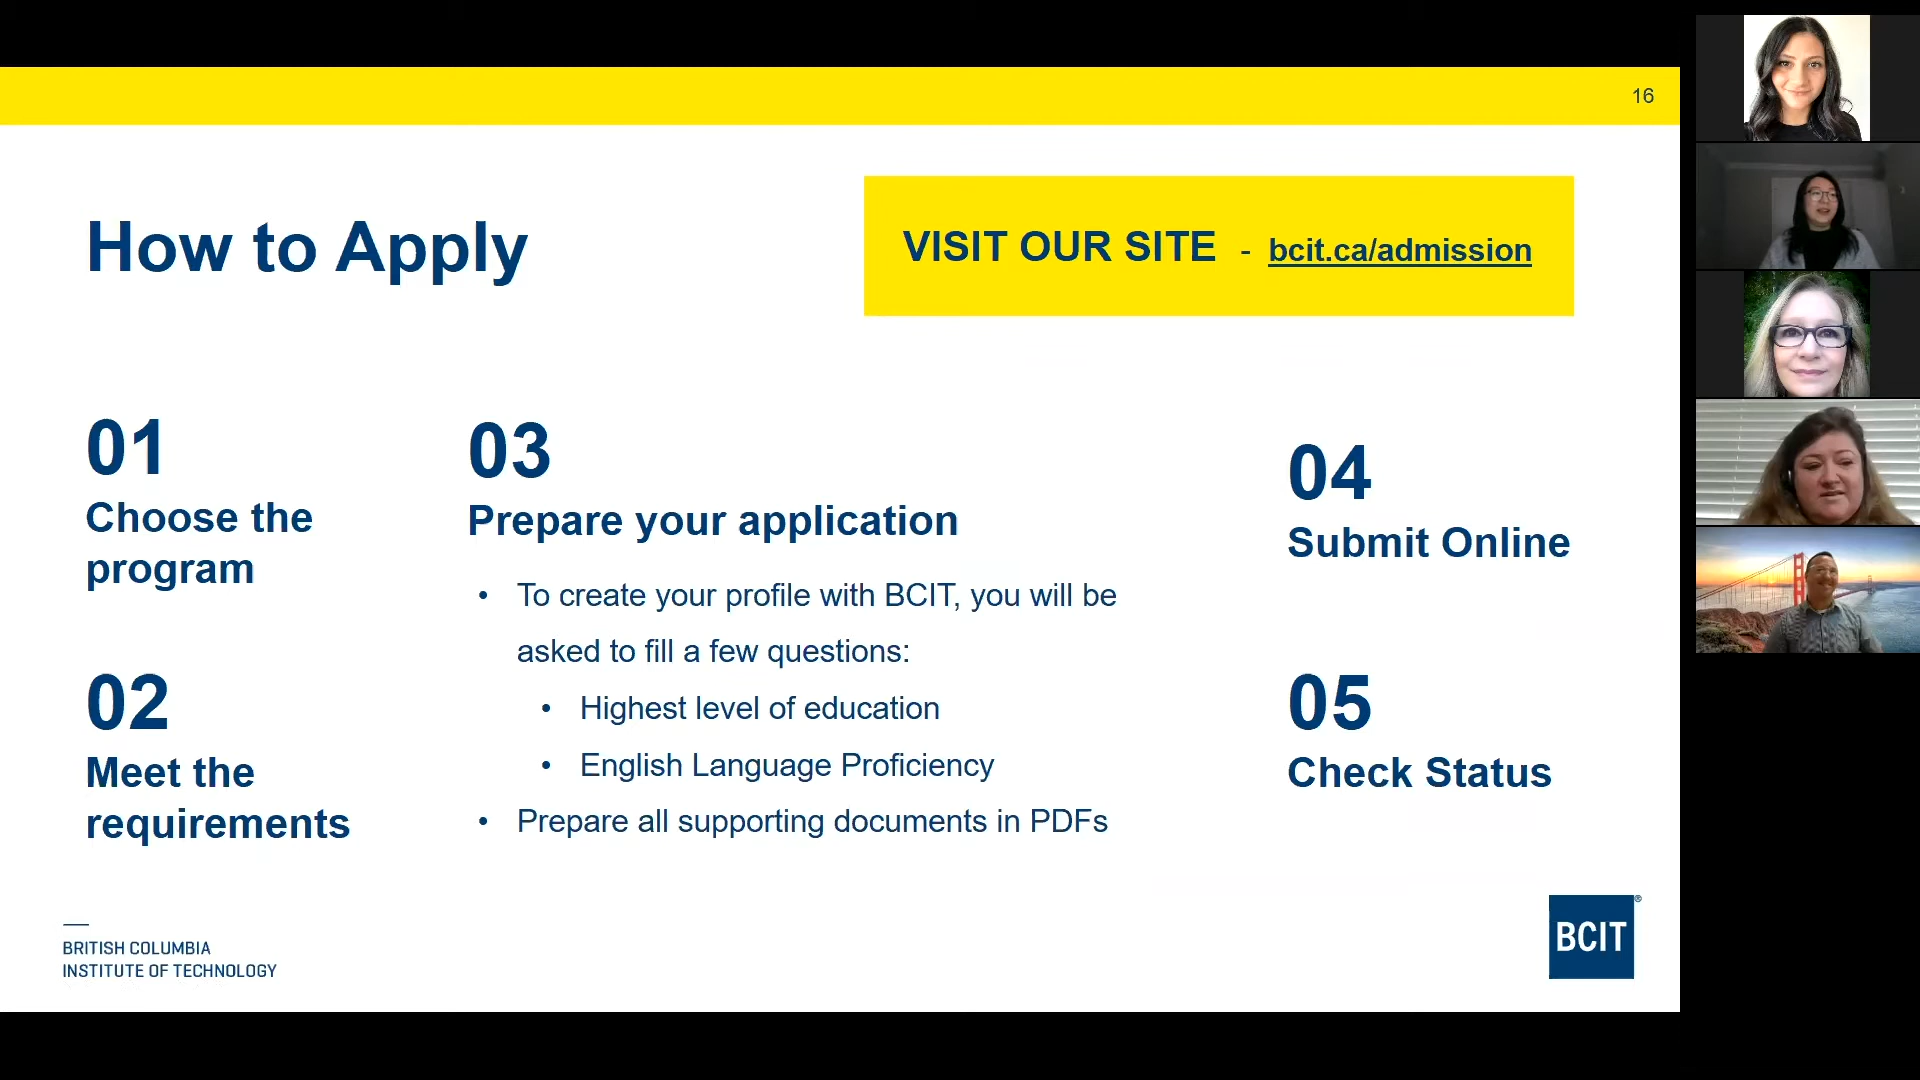 16
How to Apply
VISIT OUR SITE - bcit.ca/admission
01
Choose the
program
02
Meet the
requirements
03
Prepare your application
• To create your profile with BCIT, you will be
asked to fill a few questions:
• Highest level of education
• English Language Proficiency
• Prepare all supporting documents in PDFs
04
Submit Online
05
Check Status
BRITISH COLUMBIA
INSTITUTE OF TECHNOLOGY
BCIT®